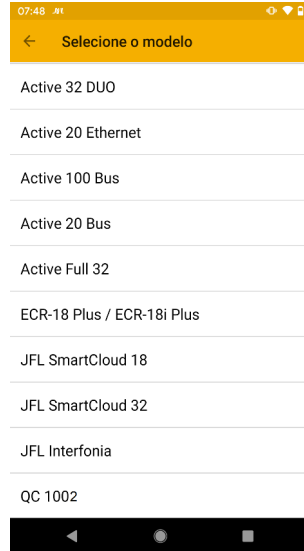 07:48 JFL
Selecione o modelo
Active 32 DUO
Active 20 Ethernet
Active 100 Bus
Active 20 Bus
Active Full 32
ECR-18 Plus / ECR-18i Plus
JFL SmartCloud 18
JFL SmartCloud 32
JFL Interfonia
QC 1002